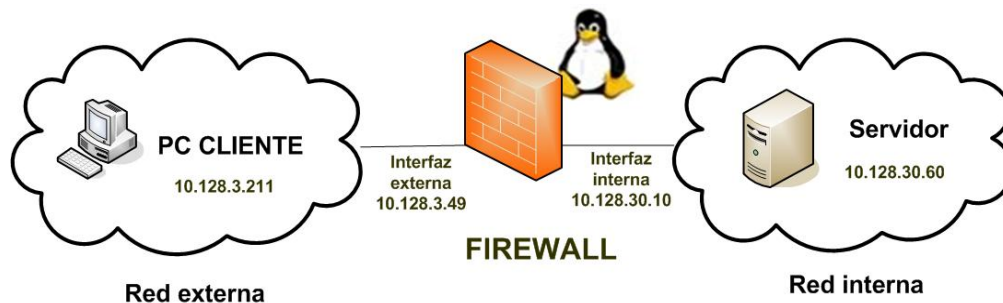 PC CLIENTE
10.128.3.211
Red externa
Interfaz
externa
10.128.3.49
Interfaz
interna
10.128.30.10
FIREWALL
Servidor
10.128.30.60
Red interna